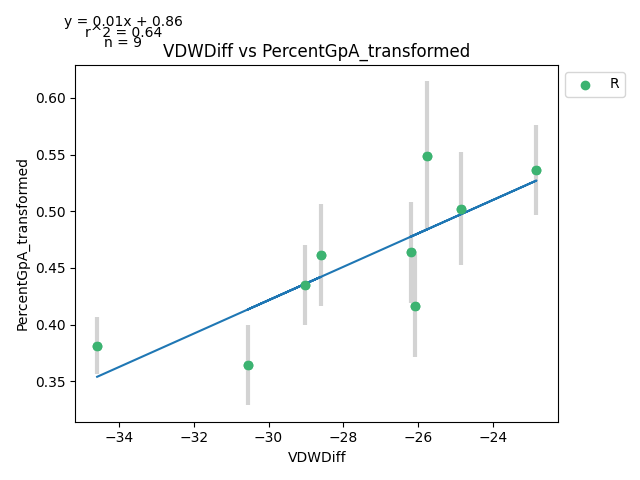 y = 0.01x + 0.86
r^2 = 0.64
n = 9
VDWDiff vs PercentGpA_transformed
R
PercentGpA_transformed
0.60
0.55
0.50
0.45
0.40
0.35
−34
−32
−30
−28
−26
−24
VDWDiff